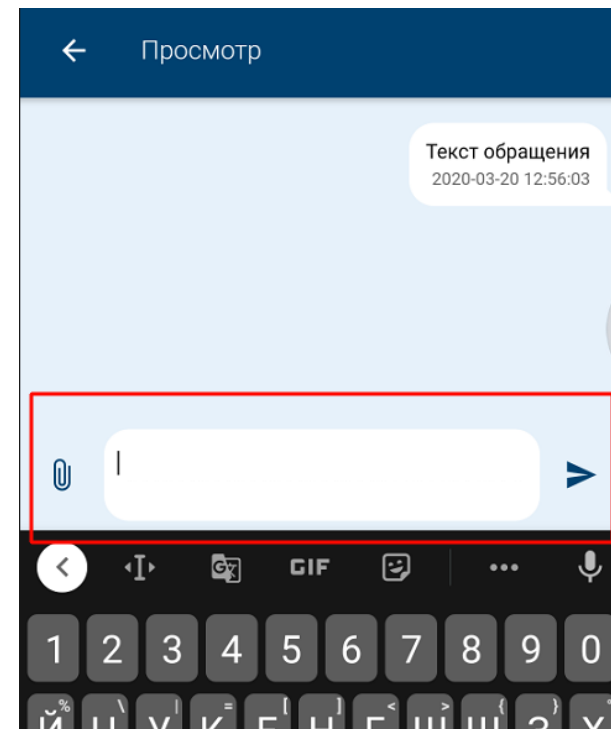 Просмотр
Текст обращения
2020-03-20 12:56:03
GIF
1 2 3 4 5 6 7 8 9 0
% \ | = [ ] < > { }
Й Ц У К Е Н Г Ш Щ З Х